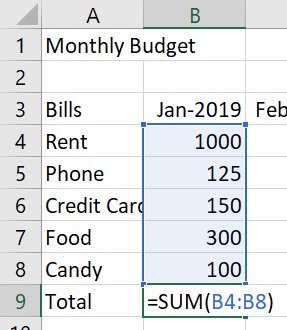 A B
1 Monthly Budget
2
3 Bills Jan-2019 Feb
4 Rent 1000
5 Phone 125
6 Credit Card 150
7 Food 300
8 Candy 100
9 Total =SUM(B4:B8)